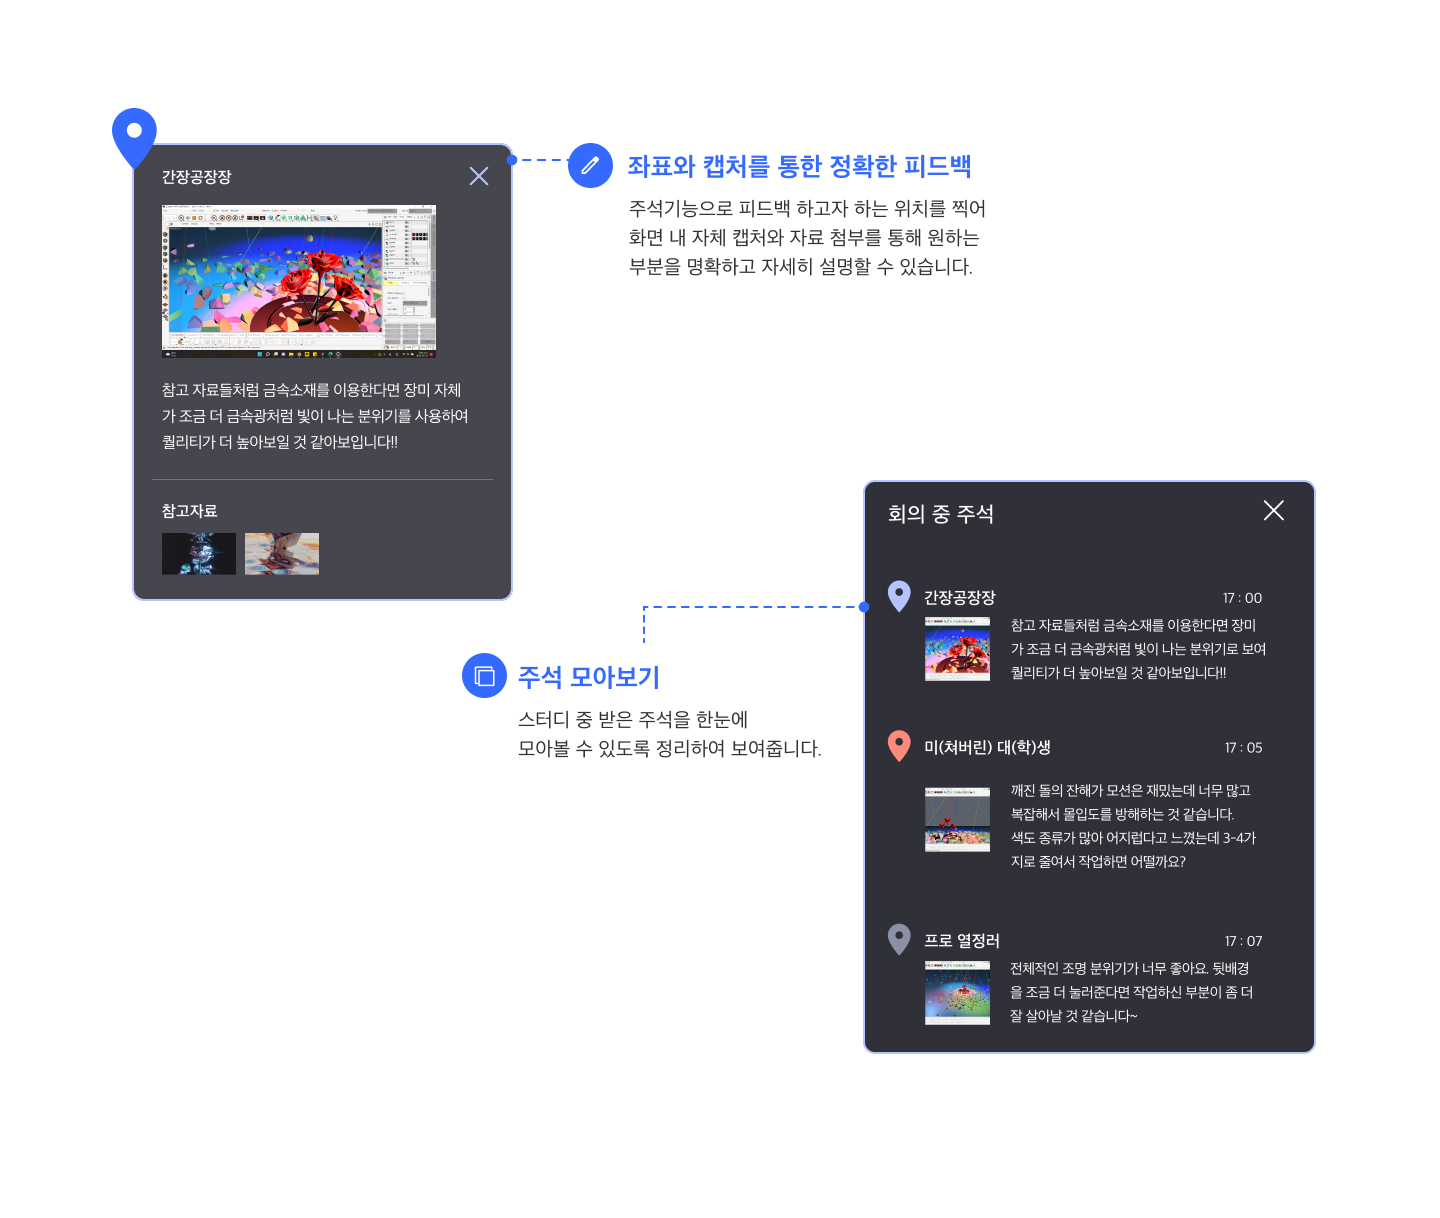 간장공장장
참고 자료들처럼 금속소재를 이용한다면 장미 자체
가 조금 더 금속광처럼 빛이 나는 분위기를 사용하여
퀄리티가 더 높아보일 것 같아보입니다!!
참고자료
좌표와 캡처를 통한 정확한 피드백
주석기능으로 피드백 하고자 하는 위치를 찍어
화면 내 자체 캡처와 자료 첨부를 통해 원하는
부분을 명확하고 자세히 설명할 수 있습니다.
주석 모아보기
스터디 중 받은 주석을 한눈에
모아볼 수 있도록 정리하여 보여줍니다.
회의 중 주석
간장공장장 17 : 00
참고 자료들처럼 금속소재를 이용한다면 장미
가 조금 더 금속광처럼 빛이 나는 분위기로 보여
퀄리티가 더 높아보일 것 같아보입니다!!
미(쳐버린) 대(학)생 17 : 05
깨진 돌의 잔해가 모션은 재밌는데 너무 많고
복잡해서 몰입도를 방해하는 것 같습니다.
색도 종류가 많아 어지럽다고 느꼈는데 3-4가
지로 줄여서 작업하면 어떨까요?
프로 열정러 17 : 07
전체적인 조명 분위기가 너무 좋아요. 뒷배경
을 조금 더 눌러준다면 작업하신 부분이 좀 더
잘 살아날 것 같습니다~